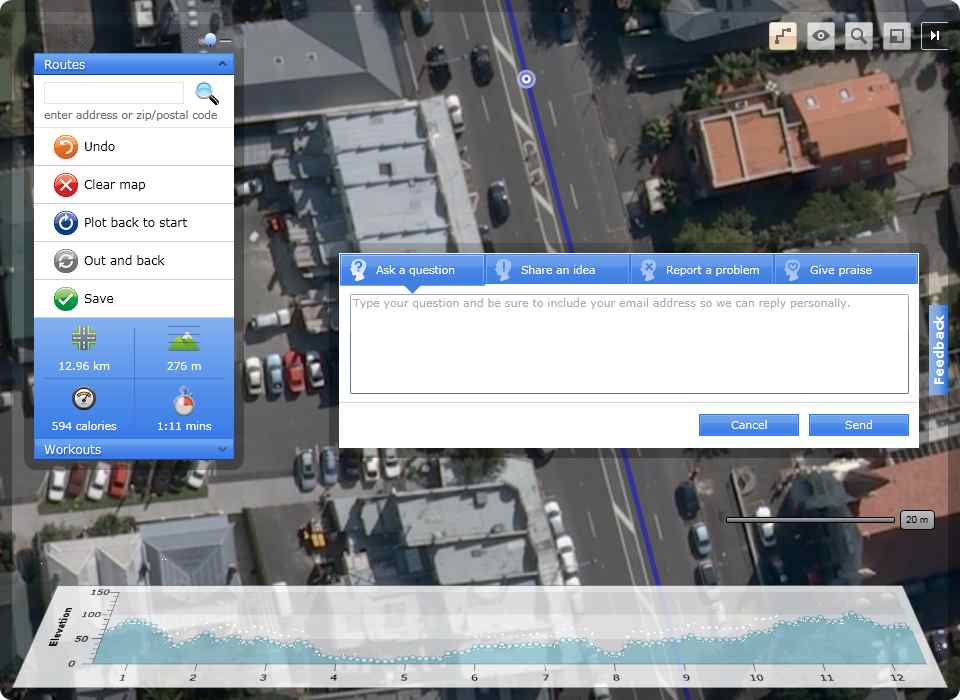 Routes
enter address or zip/postal code
Undo
Clear map
Plot back to start
Out and back
Save
12.96 km
276 m
594 calories
1:11 mins
Workouts
Ask a question
Share an idea
Report a problem
Give praise
Type your question and be sure to include your email address so we can reply personally.
Cancel
Send
Feedback
20 m
Elevation
150
100
50
0
1 2 3 4 5 6 7 8 9 10 11 12